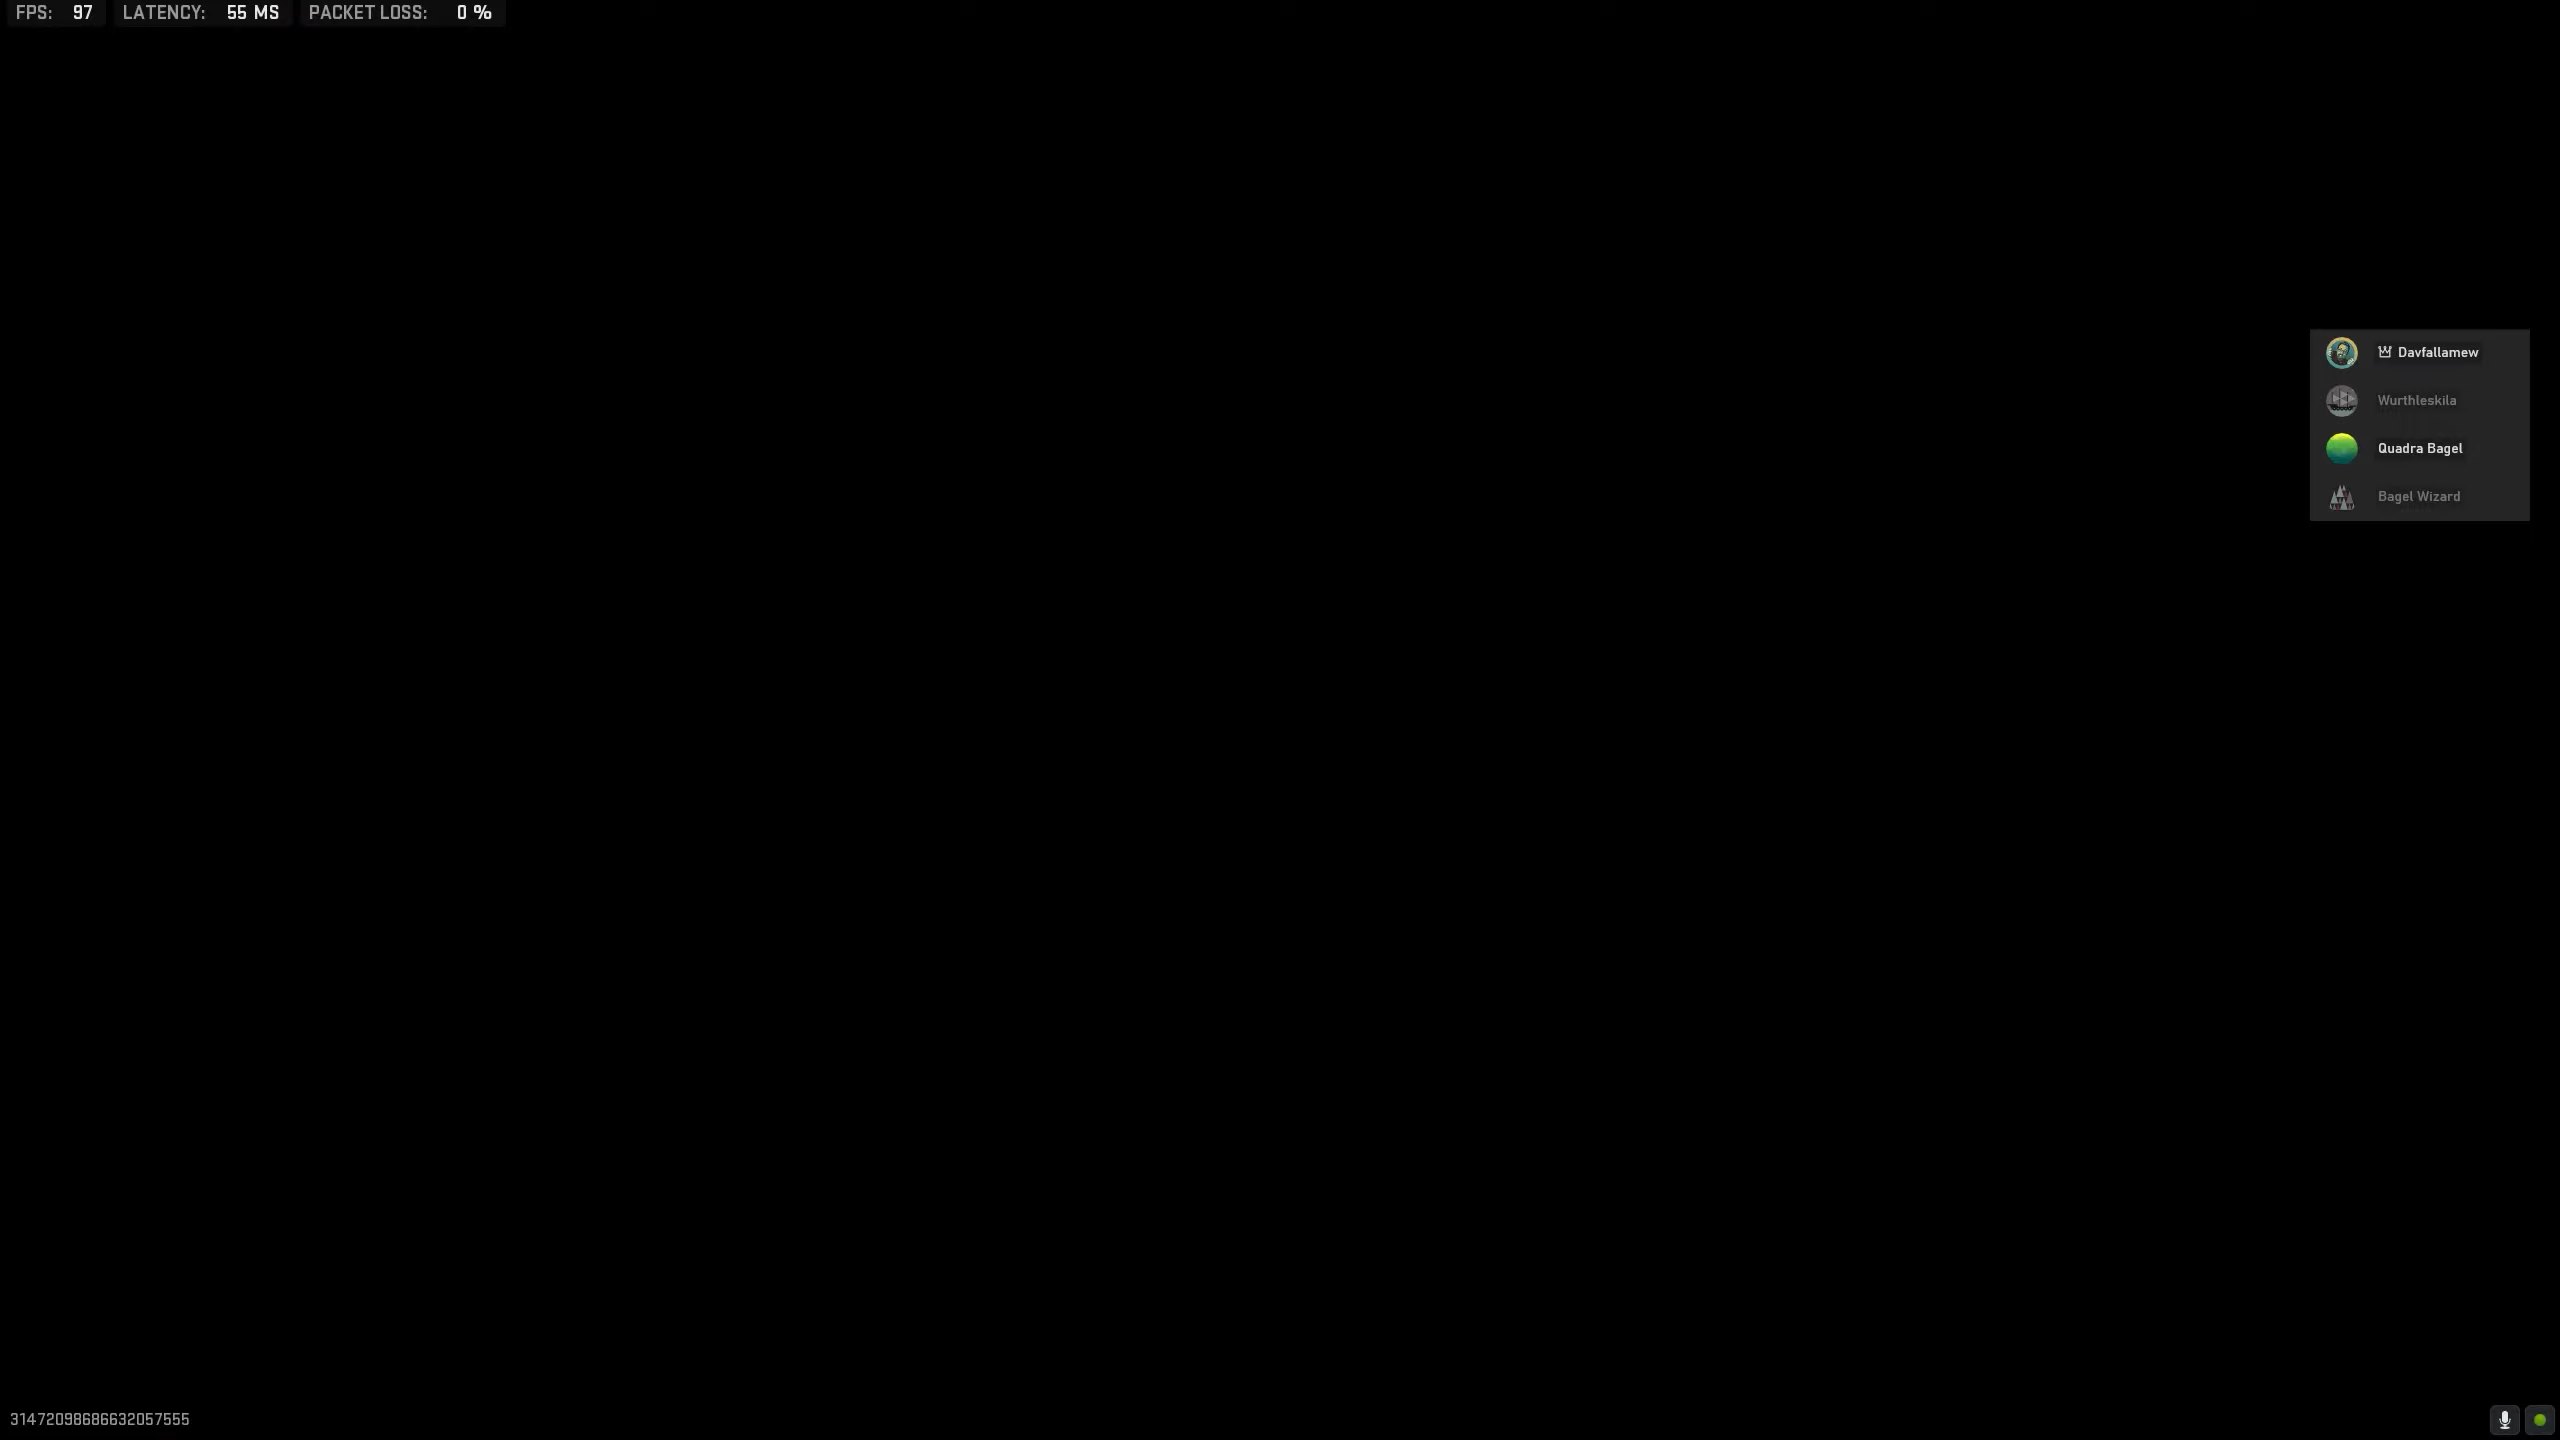 FPS: 97 LATENCY: 55 MS PACKET LOSS: 0 %
Davfallamew
Wurthleskila
Quadra Bagel
Bagel Wizard
31472098686632057555